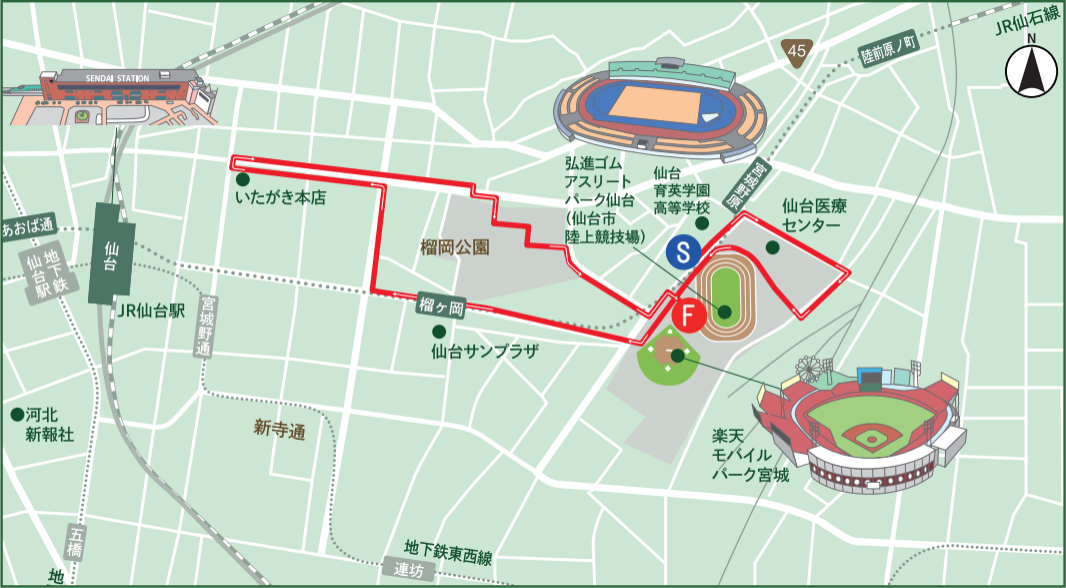 JR仙石線
N
45
陸前原ノ町
SENDAI STATION
宮城野原
弘進ゴム
アスリート
パーク仙台
(仙台市
陸上競技場)
仙台
育英学園
高等学校
仙台医療
センター
いたがき本店
榴岡公園
あおば通
地下鉄
仙台駅
仙台
JR仙台駅
宮城野通
榴ヶ岡
仙台サンプラザ
S
F
河北
新報社
新寺通
楽天
モバイル
パーク宮城
五橋
地下鉄東西線
連坊
地